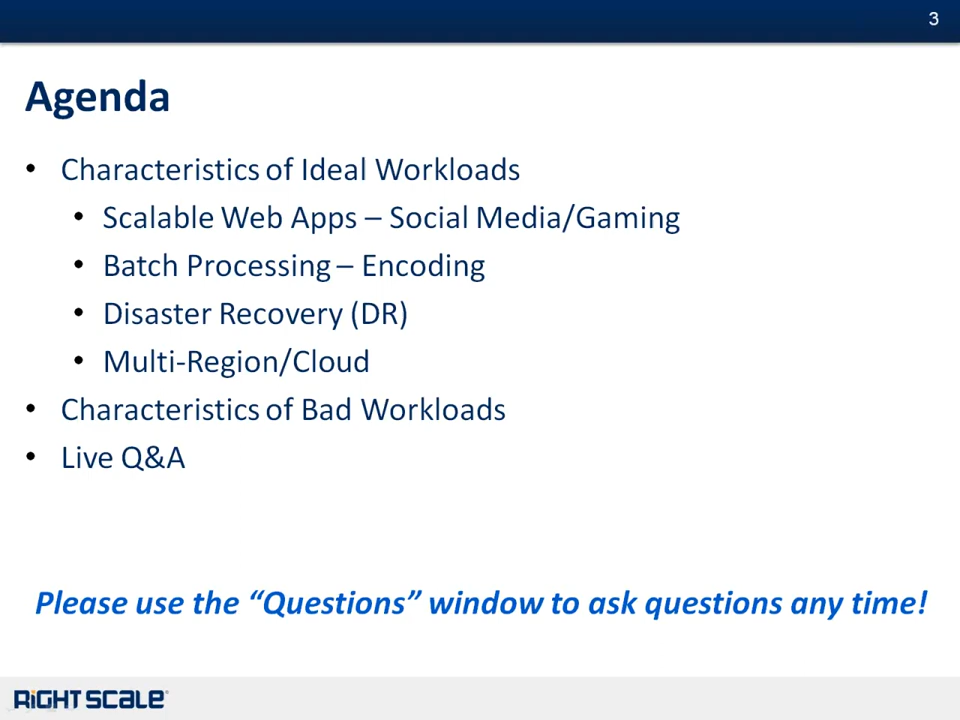 3
Agenda
• Characteristics of Ideal Workloads
• Scalable Web Apps – Social Media/Gaming
• Batch Processing – Encoding
• Disaster Recovery (DR)
• Multi-Region/Cloud
• Characteristics of Bad Workloads
• Live Q&A
Please use the “Questions” window to ask questions any time!
RIGHTSCALE